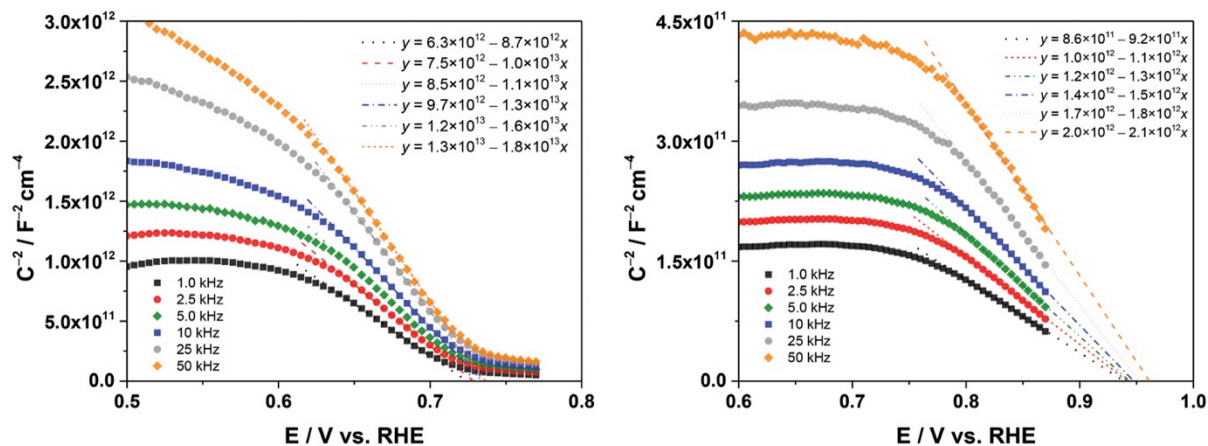 C⁻² / F⁻² cm⁻⁴
3.0x10¹²
2.5x10¹²
2.0x10¹²
1.5x10¹²
1.0x10¹²
5.0x10¹¹
0.0
y = 6.3×10¹² – 8.7×10¹²x
y = 7.5×10¹² – 1.0×10¹³x
y = 8.5×10¹² – 1.1×10¹³x
y = 9.7×10¹² – 1.3×10¹³x
y = 1.2×10¹³ – 1.6×10¹³x
y = 1.3×10¹³ – 1.8×10¹³x
1.0 kHz
2.5 kHz
5.0 kHz
10 kHz
25 kHz
50 kHz
0.5 0.6 0.7 0.8
E / V vs. RHE
C⁻² / F⁻² cm⁻⁴
4.5x10¹¹
3.0x10¹¹
1.5x10¹¹
0.0
y = 8.6×10¹¹ – 9.2×10¹¹x
y = 1.0×10¹² – 1.1×10¹²x
y = 1.2×10¹² – 1.3×10¹²x
y = 1.4×10¹² – 1.5×10¹²x
y = 1.7×10¹² – 1.8×10¹²x
y = 2.0×10¹² – 2.1×10¹²x
1.0 kHz
2.5 kHz
5.0 kHz
10 kHz
25 kHz
50 kHz
0.6 0.7 0.8 0.9 1.0
E / V vs. RHE